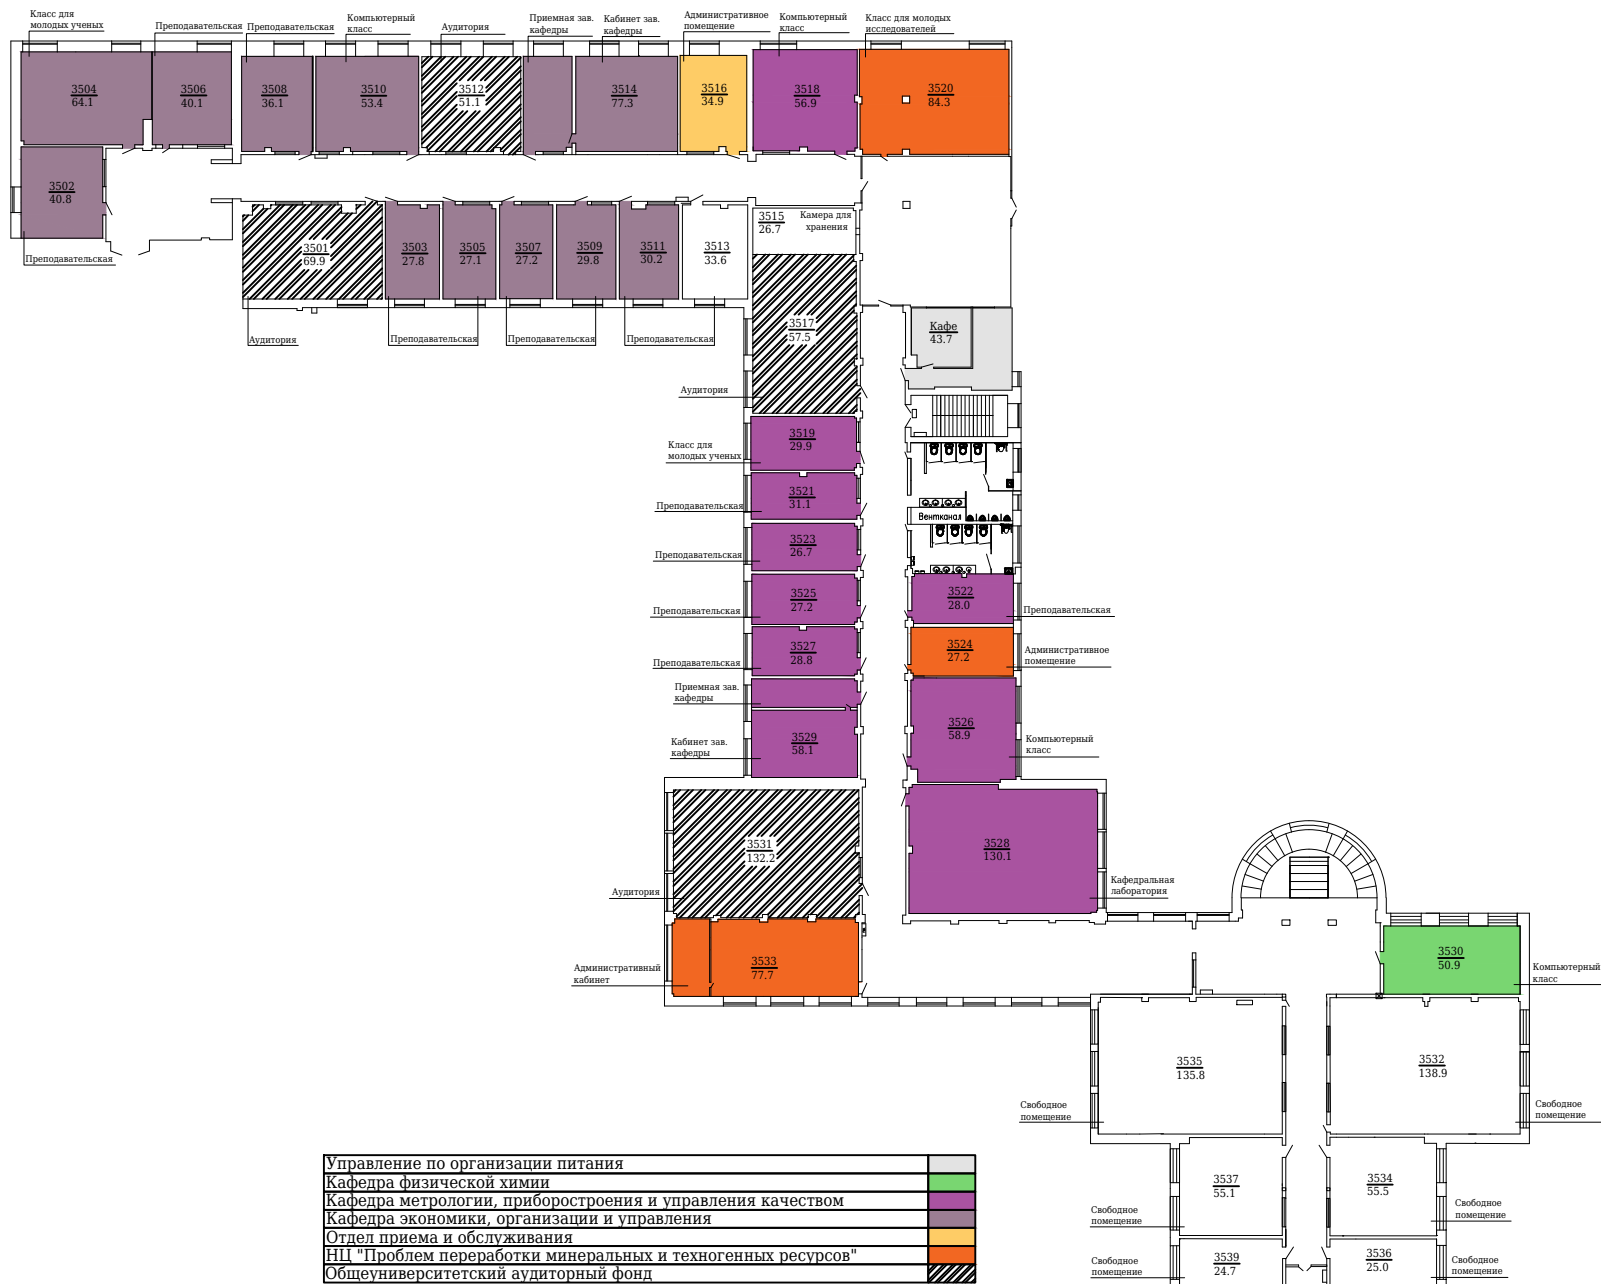 Класс для
молодых ученых
Преподавательская
Преподавательская
Компьютерный
класс
Аудитория
Приемная зав.
кафедры
Кабинет зав.
кафедры
Административное
помещение
Компьютерный
класс
Класс для молодых
исследователей
3504
64.1
3506
40.1
3508
36.1
3510
53.4
3512
51.1
3514
77.3
3516
34.9
3518
56.9
3520
84.3
3502
40.8
Преподавательская
3501
69.9
3503
27.8
3505
27.1
3507
27.2
3509
29.8
3511
30.2
3513
33.6
3515
26.7
Камера для
хранения
Аудитория
Преподавательская
Преподавательская
Преподавательская
3517
57.5
Кафе
43.7
Аудитория
3519
29.9
Класс для
молодых ученых
3521
31.1
Преподавательская
Вентканал
3523
26.7
Преподавательская
3525
27.2
Преподавательская
3522
28.0
Преподавательская
3527
28.8
Преподавательская
3524
27.2
Административное
помещение
Приемная зав.
кафедры
3529
58.1
Кабинет зав.
кафедры
3526
58.9
Компьютерный
класс
3531
132.2
Аудитория
3528
130.1
Кафедральная
лаборатория
3533
77.7
Административный
кабинет
3530
50.9
Компьютерный
класс
3535
135.8
3532
138.9
Свободное
помещение
Свободное
помещение
3537
55.1
3534
55.5
Свободное
помещение
Свободное
помещение
3539
24.7
3536
25.0
Свободное
помещение
Свободное
помещение
Управление по организации питания
Кафедра физической химии
Кафедра метрологии, приборостроения и управления качеством
Кафедра экономики, организации и управления
Отдел приема и обслуживания
НЦ "Проблем переработки минеральных и техногенных ресурсов"
Общеуниверситетский аудиторный фонд